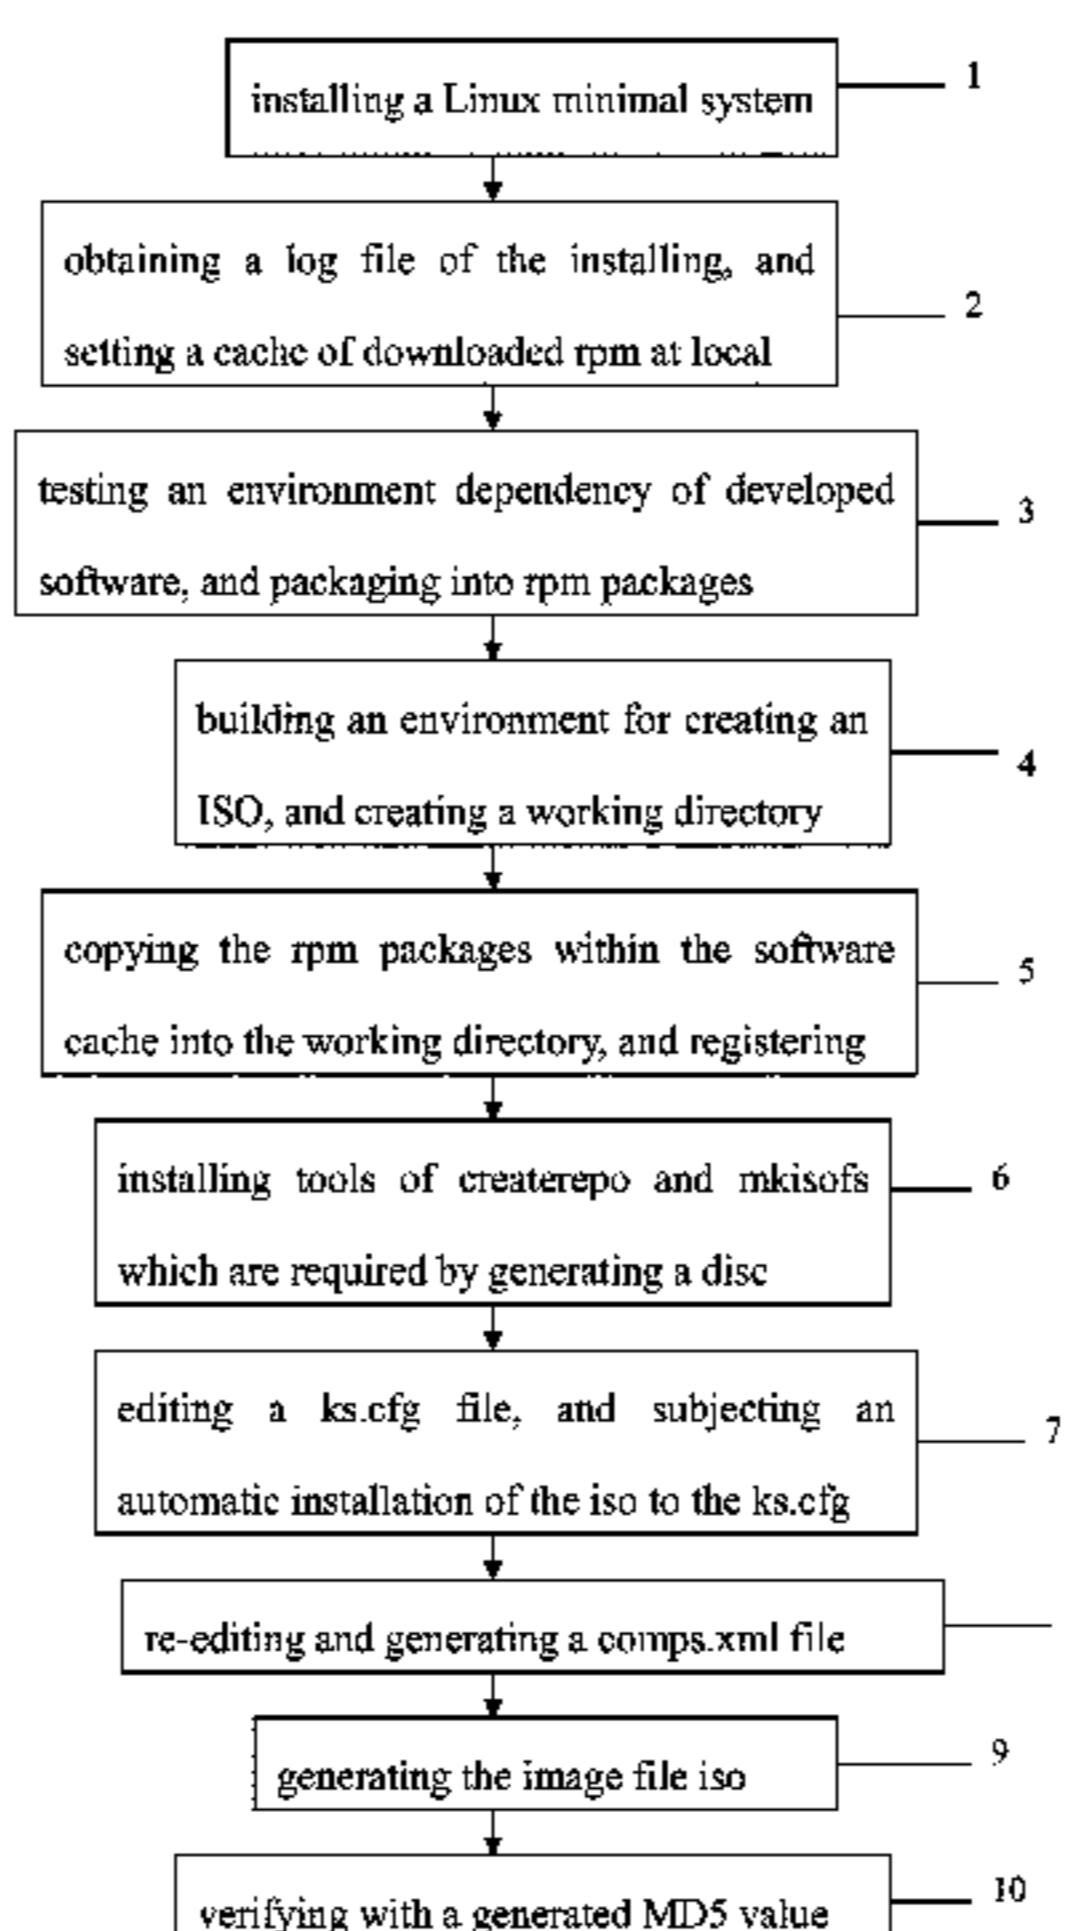 installing a Linux minimal system
1
obtaining a log file of the installing, and
setting a cache of downloaded rpm at local
2
testing an environment dependency of developed
software, and packaging into rpm packages
3
building an environment for creating an
ISO, and creating a working directory
4
copying the rpm packages within the software
cache into the working directory, and registering
5
installing tools of createrepo and mkisofs
which are required by generating a disc
6
editing a ks.cfg file, and subjecting an
automatic installation of the iso to the ks.cfg
7
re-editing and generating a comps.xml file
generating the image file iso
9
verifying with a generated MD5 value
10